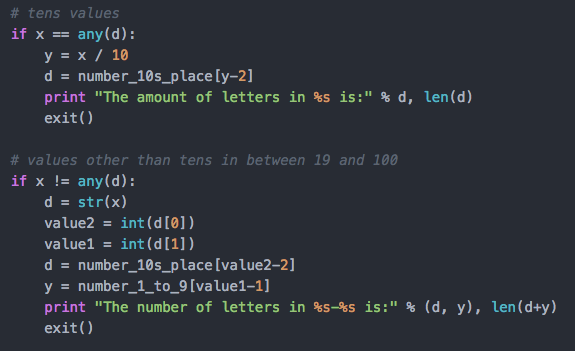 # tens values
if x == any(d):
    y = x / 10
    d = number_10s_place[y-2]
    print "The amount of letters in %s is:" % d, len(d)
    exit()

# values other than tens in between 19 and 100
if x != any(d):
    d = str(x)
    value2 = int(d[0])
    value1 = int(d[1])
    d = number_10s_place[value2-2]
    y = number_1_to_9[value1-1]
    print "The number of letters in %s-%s is:" % (d, y), len(d+y)
    exit()